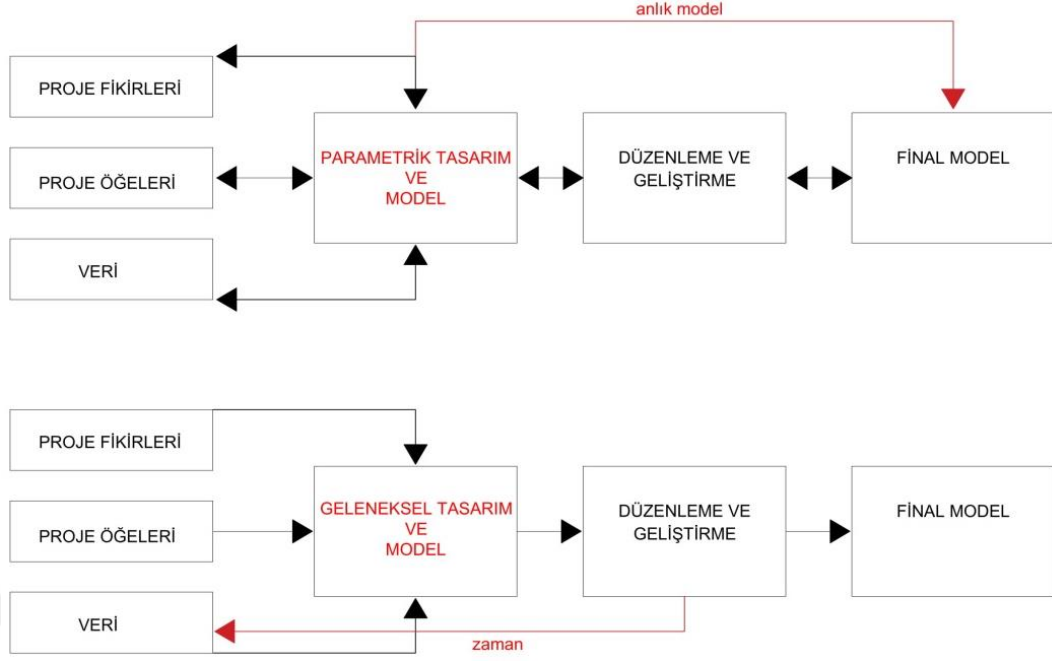 anlık model
PROJE FİKİRLERİ
PROJE ÖĞELERİ
VERİ
PARAMETRİK TASARIM
VE
MODEL
DÜZENLEME VE
GELİŞTİRME
FİNAL MODEL
PROJE FİKİRLERİ
PROJE ÖĞELERİ
VERİ
GELENEKSEL TASARIM
VE
MODEL
DÜZENLEME VE
GELİŞTİRME
FİNAL MODEL
zaman